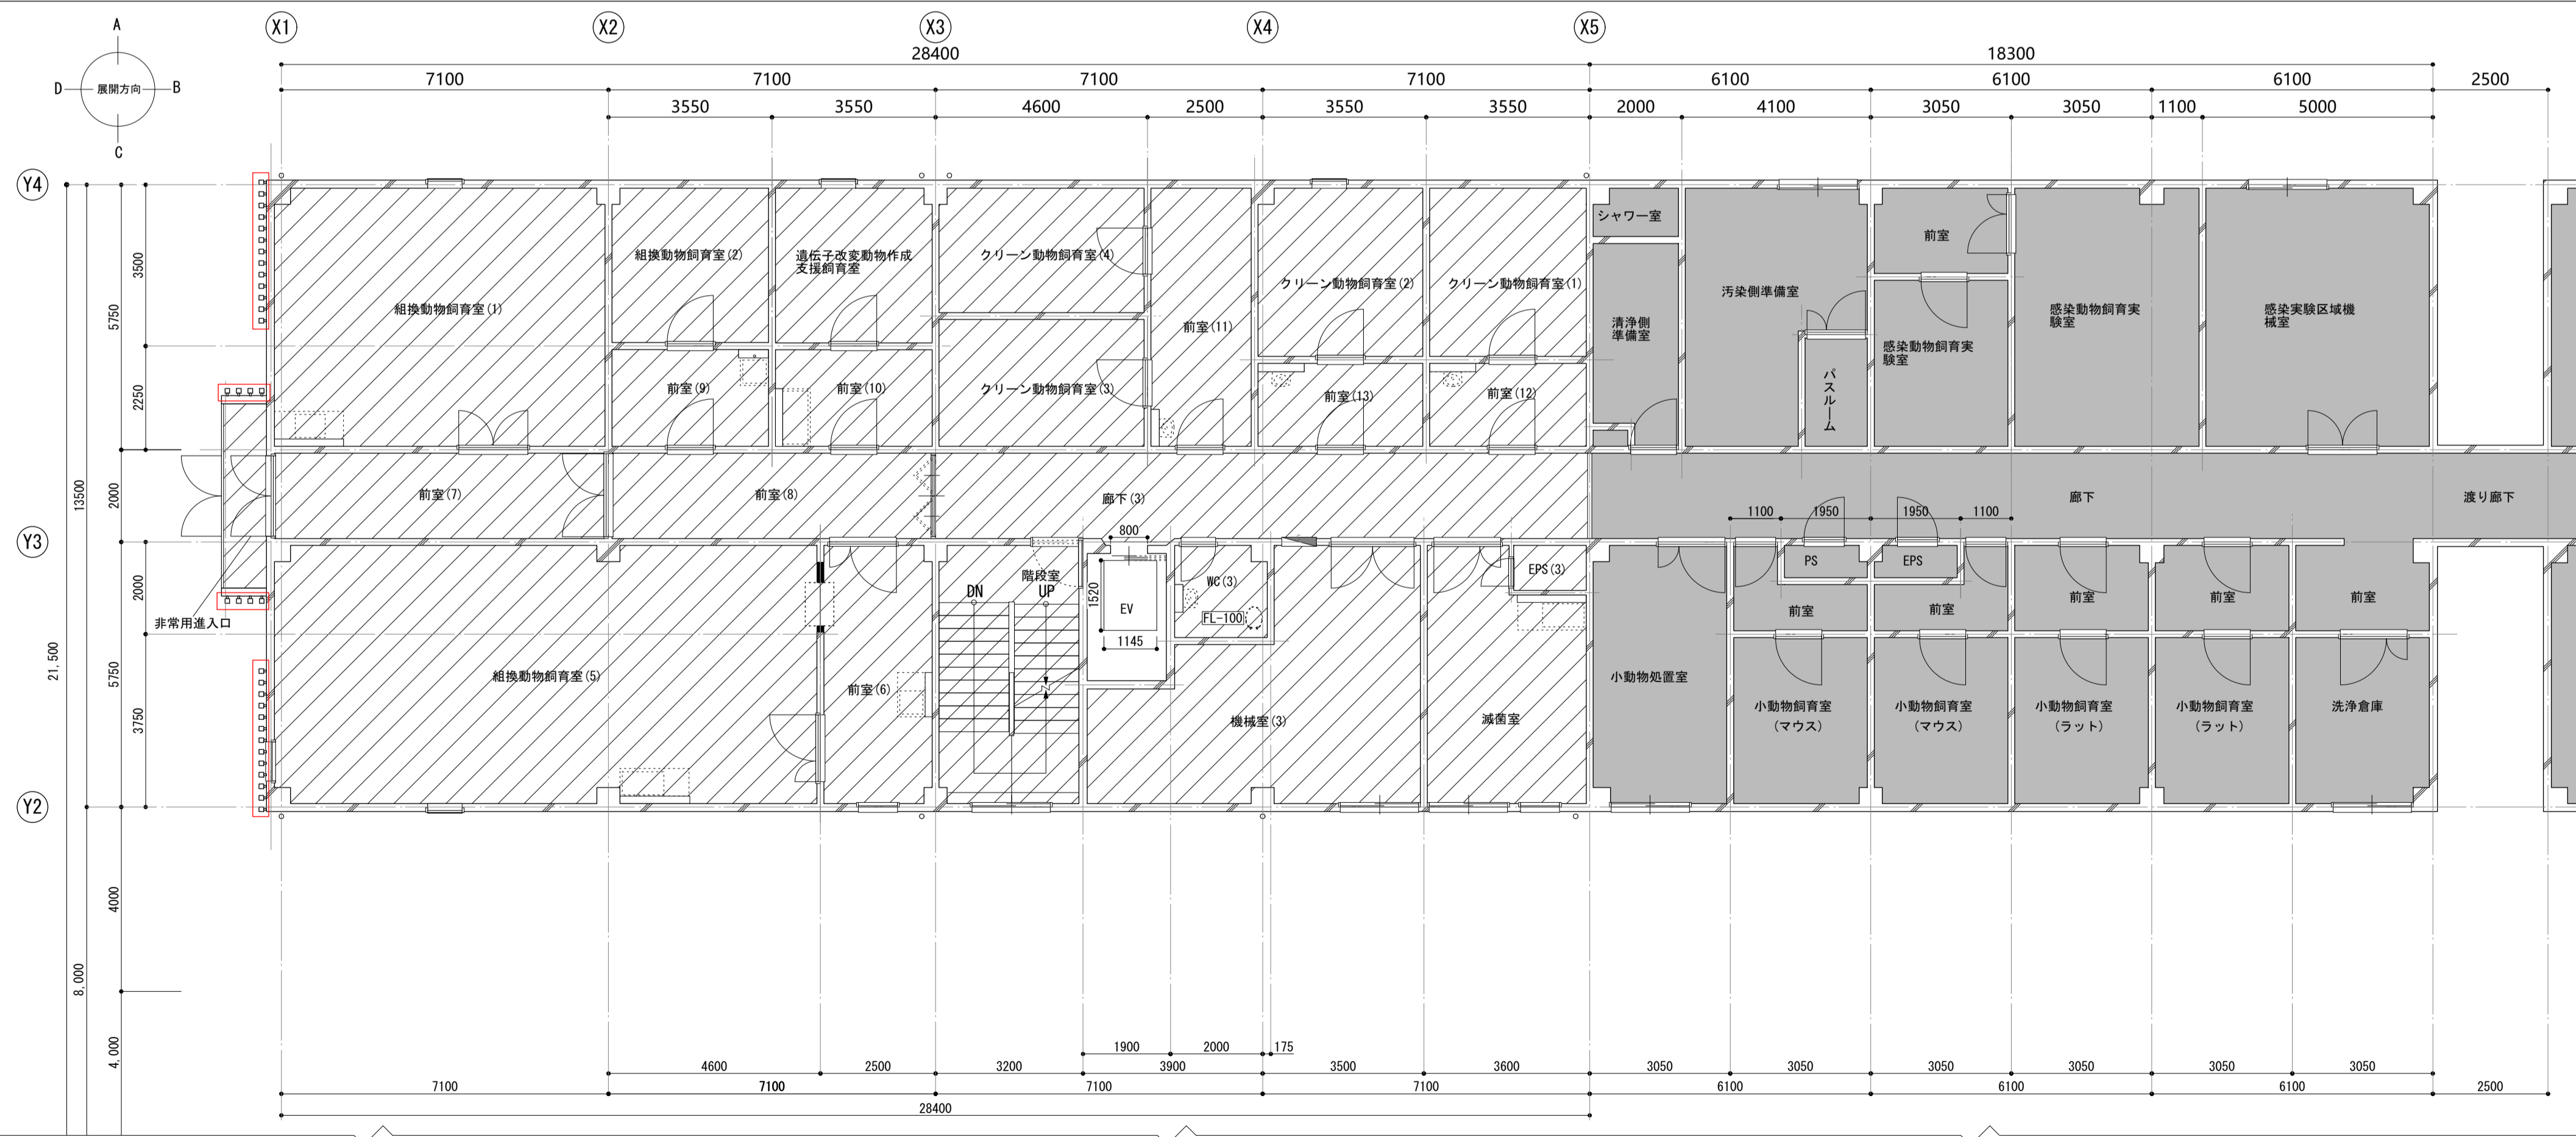 A
D
展開方向
B
C
X1
X2
X3
X4
X5
28400
18300
7100
7100
7100
7100
6100
6100
6100
2500
3550
3550
4600
2500
3550
3550
2000
4100
3050
3050
1100
5000
Y4
Y3
Y2
21,500
13500
8,000
5750
2000
5750
4000
4,000
3500
2250
2000
3750
組換動物飼育室(1)
組換動物飼育室(2)
遺伝子改変動物作成
支援飼育室
クリーン動物飼育室(4)
クリーン動物飼育室(3)
前室(11)
クリーン動物飼育室(2)
クリーン動物飼育室(1)
前室(9)
前室(10)
前室(13)
前室(12)
シャワー室
清浄側
準備室
汚染側準備室
パスルーム
前室
感染動物飼育実
験室
感染動物飼育実
験室
感染実験区域機
械室
前室(7)
前室(8)
廊下(3)
廊下
渡り廊下
非常用進入口
組換動物飼育室(5)
前室(6)
階段室
DN
UP
800
1520
EV
1145
WC(3)
FL-100
機械室(3)
EPS(3)
滅菌室
1100
1950
1950
1100
PS
EPS
小動物処置室
前室
前室
前室
前室
前室
小動物飼育室
(マウス)
小動物飼育室
(マウス)
小動物飼育室
(ラット)
小動物飼育室
(ラット)
洗浄倉庫
1900
2000
175
4600
2500
3200
3900
3500
3600
3050
3050
3050
3050
3050
3050
7100
7100
7100
7100
6100
6100
6100
2500
28400